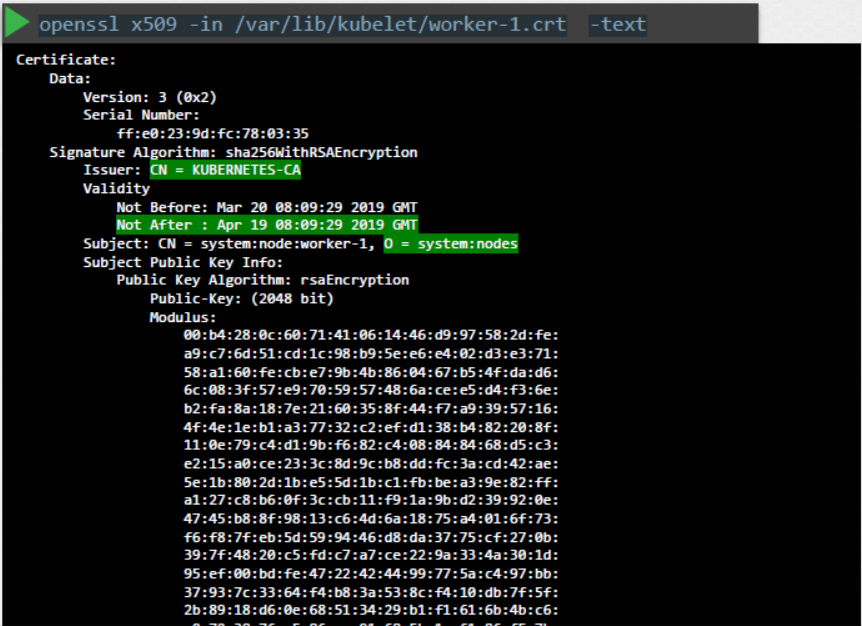 openssl x509 -in /var/lib/kubelet/worker-1.crt -text
Certificate:
Data:
Version: 3 (0x2)
Serial Number:
ff:e0:23:9d:fc:78:03:35
Signature Algorithm: sha256WithRSAEncryption
Issuer: CN = KUBERNETES-CA
Validity
Not Before: Mar 20 08:09:29 2019 GMT
Not After : Apr 19 08:09:29 2019 GMT
Subject: CN = system:node:worker-1, O = system:nodes
Subject Public Key Info:
Public Key Algorithm: rsaEncryption
Public-Key: (2048 bit)
Modulus:
00:b4:28:0c:60:71:41:06:14:46:d9:97:58:2d:fe:
a9:c7:6d:51:cd:1c:98:b9:5e:e6:e4:02:d3:e3:71:
58:a1:60:fe:cb:e7:9b:4b:86:04:67:b5:4f:da:d6:
6c:08:3f:57:e9:70:59:57:48:6a:ce:e5:d4:f3:6e:
b2:fa:8a:18:7e:21:60:35:8f:44:f7:a9:39:57:16:
4f:4e:1e:b1:a3:77:32:c2:ef:d1:38:b4:82:20:8f:
11:0e:79:c4:d1:9b:f6:82:c4:08:84:84:68:d5:c3:
e2:15:a0:ce:23:3c:8d:9c:b8:dd:fc:3a:cd:42:ae:
5e:1b:80:2d:1b:e5:5d:1b:c1:fb:be:a3:9e:82:ff:
a1:27:c8:b6:0f:3c:cb:11:f9:1a:9b:d2:39:92:0e:
47:45:b8:8f:98:13:c6:4d:6a:18:75:a4:01:6f:73:
f6:f8:7f:eb:5d:59:94:46:d8:da:37:75:cf:27:0b:
39:7f:48:20:c5:fd:c7:a7:ce:22:9a:33:4a:30:1d:
95:ef:00:bd:fe:47:22:42:44:99:77:5a:c4:97:bb:
37:93:7c:33:64:f4:b8:3a:53:8c:f4:10:db:7f:5f:
2b:89:18:d6:0e:68:51:34:29:b1:f1:61:6b:4b:c6: